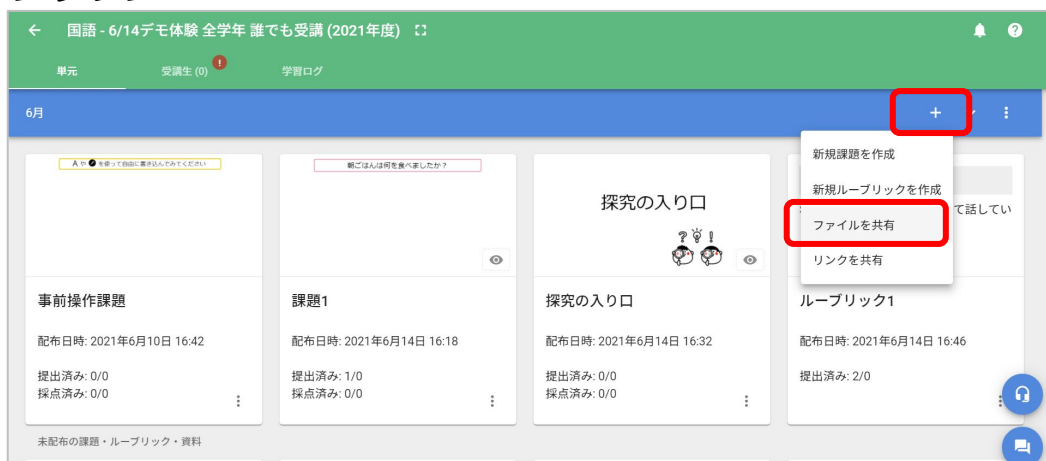 国語 - 6/14デモ体験 全学年 誰でも受講 (2021年度)
単元 受講生 (0) 学習ログ
6月
新規課題を作成
新規ルーブリックを作成
ファイルを共有
リンクを共有
A や を使って自由に書き込んでみてください
朝ごはんは何を食べましたか？
探究の入り口
て話してい
事前操作課題
配布日時: 2021年6月10日 16:42
提出済み: 0/0
採点済み: 0/0
課題1
配布日時: 2021年6月14日 16:18
提出済み: 1/0
採点済み: 0/0
探究の入り口
配布日時: 2021年6月14日 16:32
提出済み: 0/0
採点済み: 0/0
ルーブリック1
配布日時: 2021年6月14日 16:46
提出済み: 2/0
未配布の課題・ルーブリック・資料